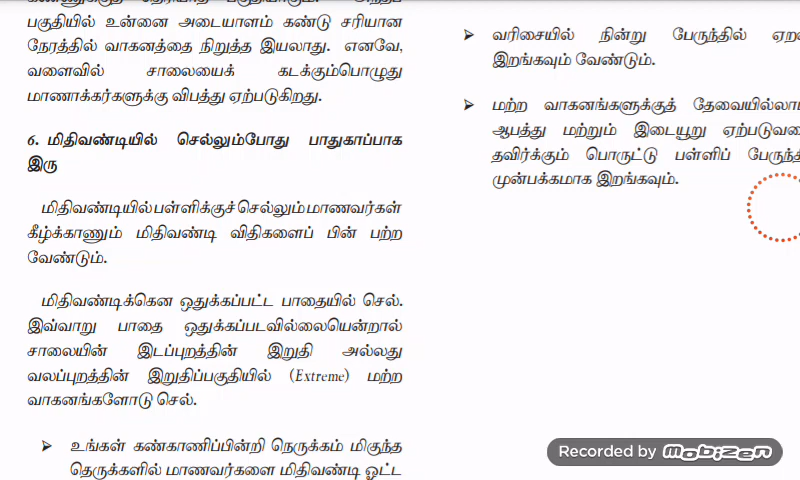 பகுதியில் உன்னை அடையாளம் கண்டு சரியான
நேரத்தில் வாகனத்தை நிறுத்த இயலாது. எனவே,
வளைவில் சாலையைக் கடக்கும்பொழுது
மாணாக்கர்களுக்கு விபத்து ஏற்படுகிறது.
6. மிதிவண்டியில் செல்லும்போது பாதுகாப்பாக
இரு
மிதிவண்டியில் பள்ளிக்குச் செல்லும் மாணவர்கள்
கீழ்க்காணும் மிதிவண்டி விதிகளைப் பின் பற்ற
வேண்டும்.
மிதிவண்டிக்கென ஒதுக்கப்பட்ட பாதையில் செல்.
இவ்வாறு பாதை ஒதுக்கப்படவில்லையென்றால்
சாலையின் இடப்புறத்தின் இறுதி அல்லது
வலப்புறத்தின் இறுதிப்பகுதியில் (Extreme) மற்ற
வாகனங்களோடு செல்.
➢ உங்கள் கண்காணிப்பின்றி நெருக்கம் மிகுந்த
தெருக்களில் மாணவர்களை மிதிவண்டி ஓட்ட
➢ வரிசையில் நின்று பேருந்தில்
இறங்கவும் வேண்டும்.
➢ மற்ற வாகனங்களுக்குத்
ஆபத்து மற்றும் இடையூறு
தவிர்க்கும் பொருட்டு பள்ளிப்
முன்பக்கமாக இறங்கவும்.
Recorded by mobizen